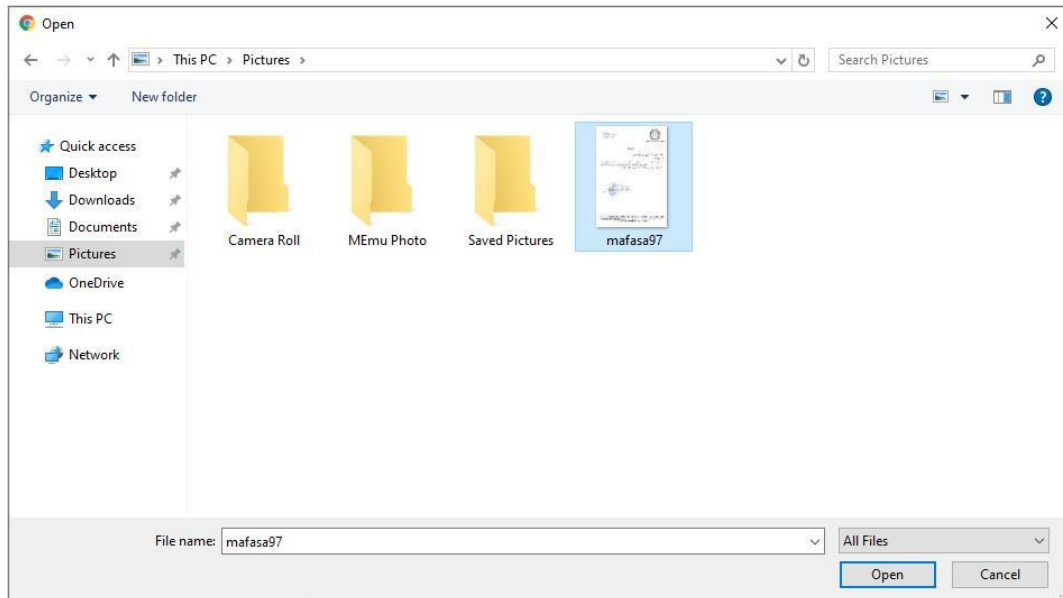 Open
This PC > Pictures >
Search Pictures
Organize
New folder
Quick access
Desktop
Downloads
Documents
Pictures
OneDrive
This PC
Network
Camera Roll
MEmu Photo
Saved Pictures
mafasa97
File name: mafasa97
All Files
Open
Cancel